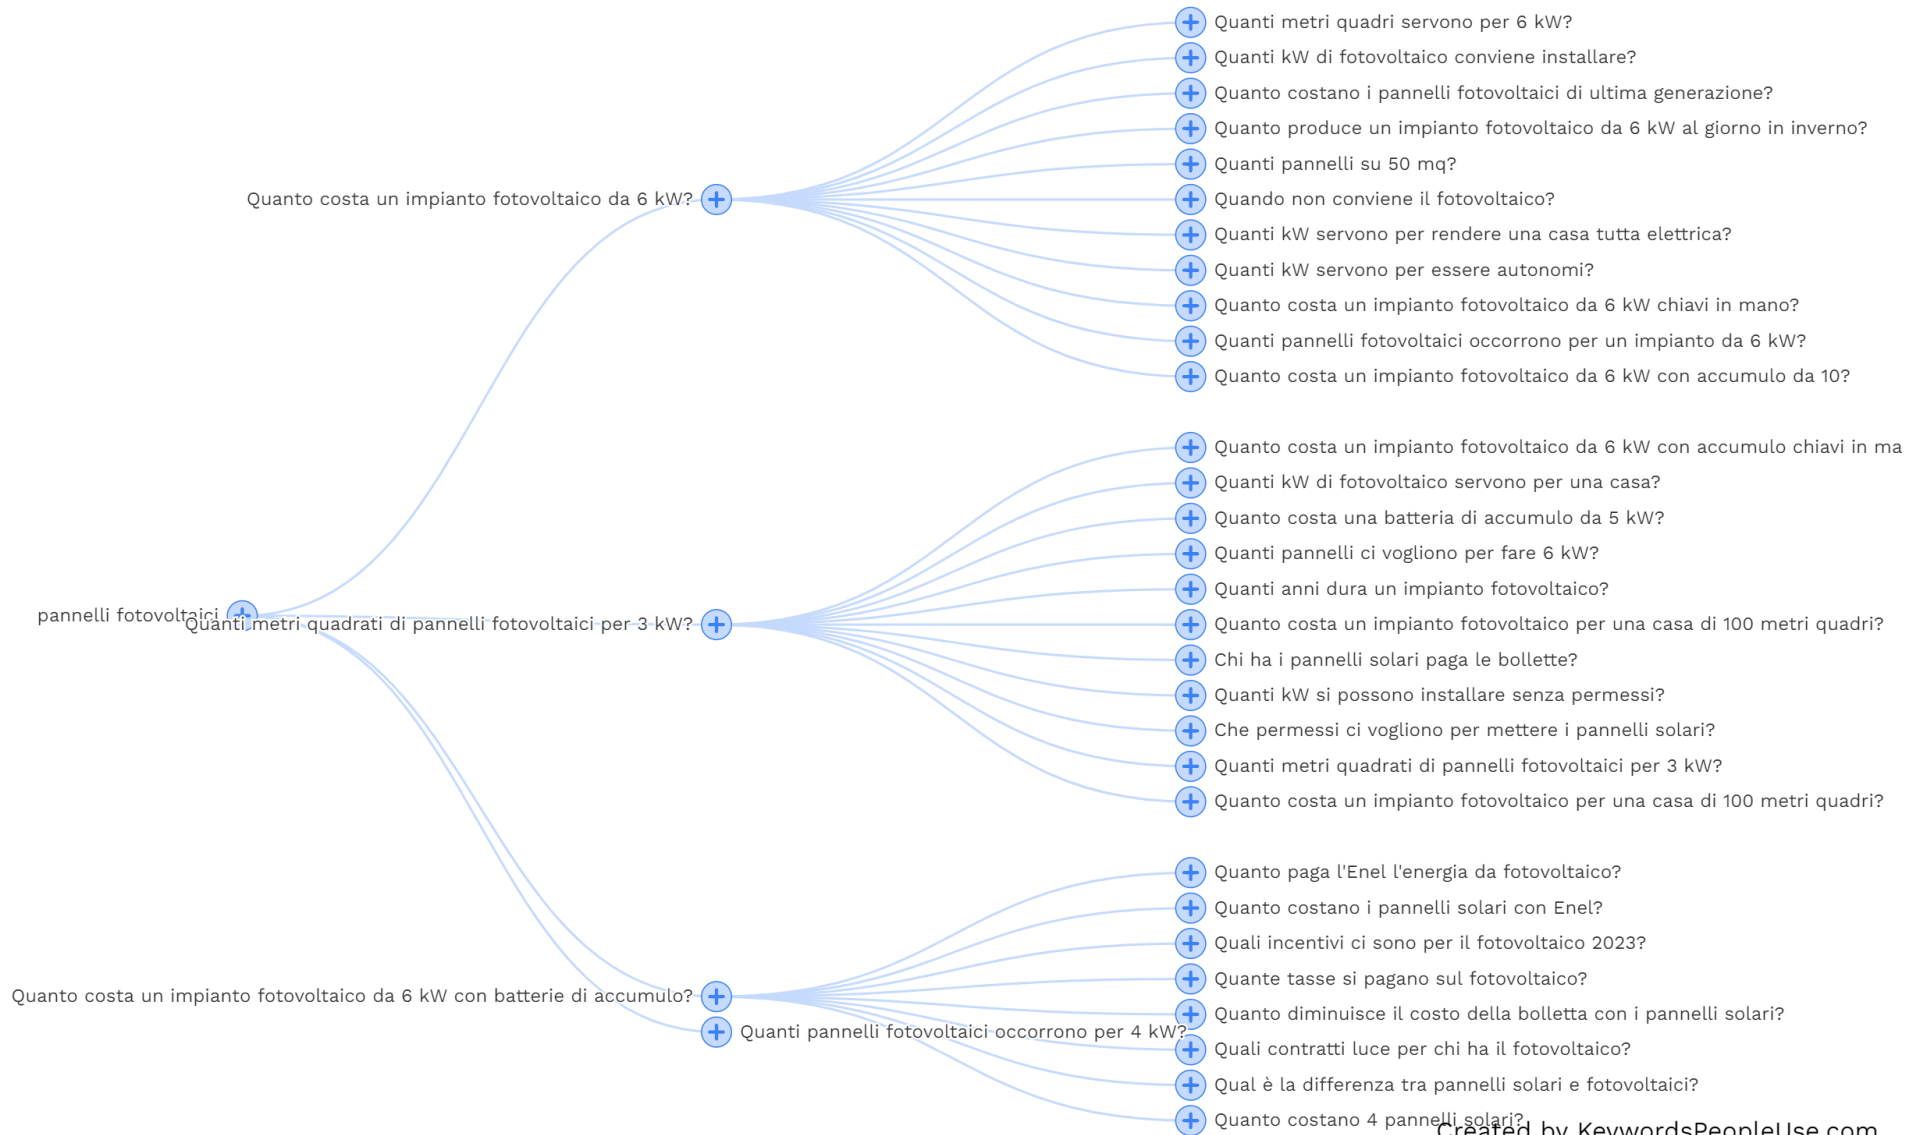 pannelli fotovoltaici
Quanto costa un impianto fotovoltaico da 6 kW?
Quanti metri quadri servono per 6 kW?
Quanti kW di fotovoltaico conviene installare?
Quanto costano i pannelli fotovoltaici di ultima generazione?
Quanto produce un impianto fotovoltaico da 6 kW al giorno in inverno?
Quanti pannelli su 50 mq?
Quando non conviene il fotovoltaico?
Quanti kW servono per rendere una casa tutta elettrica?
Quanti kW servono per essere autonomi?
Quanto costa un impianto fotovoltaico da 6 kW chiavi in mano?
Quanti pannelli fotovoltaici occorrono per un impianto da 6 kW?
Quanto costa un impianto fotovoltaico da 6 kW con accumulo da 10?
Quanti metri quadrati di pannelli fotovoltaici per 3 kW?
Quanto costa un impianto fotovoltaico da 6 kW con accumulo chiavi in ma
Quanti kW di fotovoltaico servono per una casa?
Quanto costa una batteria di accumulo da 5 kW?
Quanti pannelli ci vogliono per fare 6 kW?
Quanti anni dura un impianto fotovoltaico?
Quanto costa un impianto fotovoltaico per una casa di 100 metri quadri?
Chi ha i pannelli solari paga le bollette?
Quanti kW si possono installare senza permessi?
Che permessi ci vogliono per mettere i pannelli solari?
Quanti metri quadrati di pannelli fotovoltaici per 3 kW?
Quanto costa un impianto fotovoltaico per una casa di 100 metri quadri?
Quanto costa un impianto fotovoltaico da 6 kW con batterie di accumulo?
Quanto paga l'Enel l'energia da fotovoltaico?
Quanto costano i pannelli solari con Enel?
Quali incentivi ci sono per il fotovoltaico 2023?
Quante tasse si pagano sul fotovoltaico?
Quanto diminuisce il costo della bolletta con i pannelli solari?
Quali contratti luce per chi ha il fotovoltaico?
Qual è la differenza tra pannelli solari e fotovoltaici?
Quanto costano 4 pannelli solari?
Quanti pannelli fotovoltaici occorrono per 4 kW?
Created by KeywordsPeopleUse.com